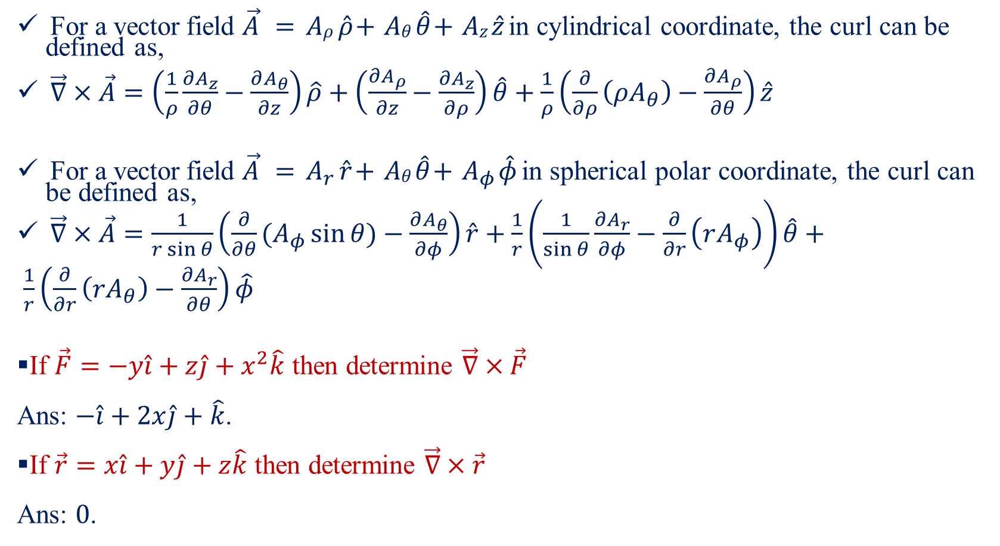 ✓ For a vector field $\vec{A} = A_\rho \hat{\rho} + A_\theta \hat{\theta} + A_z \hat{z}$ in cylindrical coordinate, the curl can be
defined as,
✓ $\vec{\nabla} \times \vec{A} = \left(\frac{1}{\rho}\frac{\partial A_z}{\partial \theta} - \frac{\partial A_\theta}{\partial z}\right)\hat{\rho} + \left(\frac{\partial A_\rho}{\partial z} - \frac{\partial A_z}{\partial \rho}\right)\hat{\theta} + \frac{1}{\rho}\left(\frac{\partial}{\partial \rho}(\rho A_\theta) - \frac{\partial A_\rho}{\partial \theta}\right)\hat{z}$
✓ For a vector field $\vec{A} = A_r \hat{r} + A_\theta \hat{\theta} + A_\phi \hat{\phi}$ in spherical polar coordinate, the curl can
be defined as,
✓ $\vec{\nabla} \times \vec{A} = \frac{1}{r \sin\theta}\left(\frac{\partial}{\partial \theta}(A_\phi \sin\theta) - \frac{\partial A_\theta}{\partial \phi}\right)\hat{r} + \frac{1}{r}\left(\frac{1}{\sin\theta}\frac{\partial A_r}{\partial \phi} - \frac{\partial}{\partial r}(r A_\phi)\right)\hat{\theta} +$
$\frac{1}{r}\left(\frac{\partial}{\partial r}(r A_\theta) - \frac{\partial A_r}{\partial \theta}\right)\hat{\phi}$
▪If $\vec{F} = -y\hat{\imath} + z\hat{\jmath} + x^2\hat{k}$ then determine $\vec{\nabla} \times \vec{F}$
Ans: $-\hat{\imath} + 2x\hat{\jmath} + \hat{k}$.
▪If $\vec{r} = x\hat{\imath} + y\hat{\jmath} + z\hat{k}$ then determine $\vec{\nabla} \times \vec{r}$
Ans: 0.